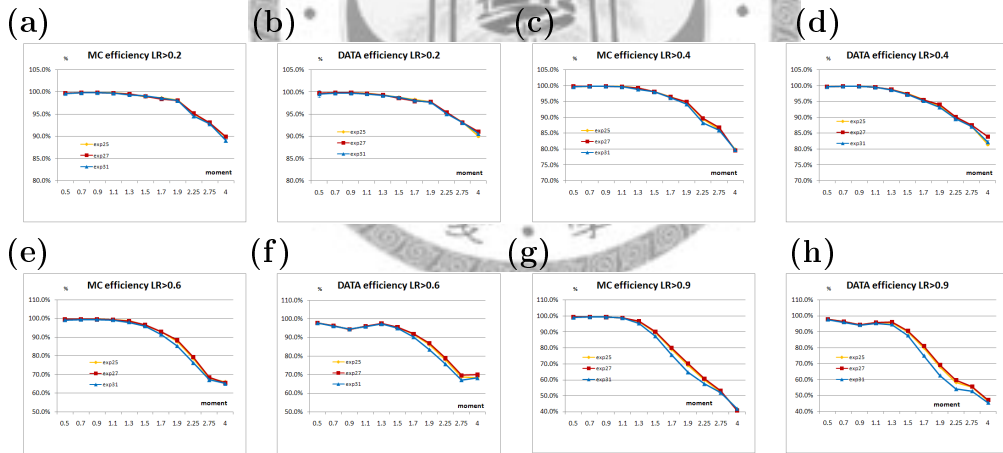 (a)
(b)
(c)
(d)
MC efficiency LR>0.2
%
105.0%
100.0%
95.0%
90.0%
85.0%
80.0%
exp25
exp27
exp31
moment
0.5 0.7 0.9 1.1 1.3 1.5 1.7 1.9 2.25 2.75 4
DATA efficiency LR>0.2
%
105.0%
100.0%
95.0%
90.0%
85.0%
80.0%
exp25
exp27
exp31
moment
0.5 0.7 0.9 1.1 1.3 1.5 1.7 1.9 2.25 2.75 4
MC efficiency LR>0.4
%
105.0%
100.0%
95.0%
90.0%
85.0%
80.0%
75.0%
70.0%
exp25
exp27
exp31
moment
0.5 0.7 0.9 1.1 1.3 1.5 1.7 1.9 2.25 2.75 4
DATA efficiency LR>0.4
%
105.0%
100.0%
95.0%
90.0%
85.0%
80.0%
75.0%
70.0%
exp25
exp27
exp31
moment
0.5 0.7 0.9 1.1 1.3 1.5 1.7 1.9 2.25 2.75 4
(e)
(f)
(g)
(h)
MC efficiency LR>0.6
%
110.0%
100.0%
90.0%
80.0%
70.0%
60.0%
50.0%
exp25
exp27
exp31
moment
0.5 0.7 0.9 1.1 1.3 1.5 1.7 1.9 2.25 2.75 4
DATA efficiency LR>0.6
%
110.0%
100.0%
90.0%
80.0%
70.0%
60.0%
50.0%
exp25
exp27
exp31
moment
0.5 0.7 0.9 1.1 1.3 1.5 1.7 1.9 2.25 2.75 4
MC efficiency LR>0.9
%
110.0%
100.0%
90.0%
80.0%
70.0%
60.0%
50.0%
40.0%
exp25
exp27
exp31
moment
0.5 0.7 0.9 1.1 1.3 1.5 1.7 1.9 2.25 2.75 4
DATA efficiency LR>0.9
%
110.0%
100.0%
90.0%
80.0%
70.0%
60.0%
50.0%
40.0%
exp25
exp27
exp31
moment
0.5 0.7 0.9 1.1 1.3 1.5 1.7 1.9 2.25 2.75 4